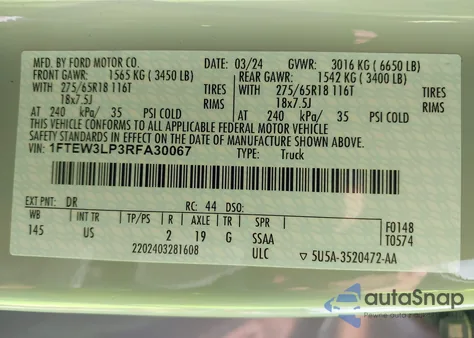 MFD. BY FORD MOTOR CO. 03/24 GVWR: 3016 KG (6650 LB)
FRONT GAWR: 1565 KG (3450 LB) REAR GAWR: 1542 KG (3400 LB)
WITH 275/65R18 116T TIRES WITH 275/65R18 116T TIRES
18x7.5J RIMS 18x7.5J RIMS
AT 240 kPa/ 35 PSI COLD AT 240 kPa/ 35 PSI COLD
THIS VEHICLE CONFORMS TO ALL APPLICABLE FEDERAL MOTOR VEHICLE
SAFETY STANDARDS IN EFFECT ON THE DATE OF MANUFACTURE SHOWN ABOVE.
VIN: 1FTEW3LP3RFA30067 TYPE: Truck
EXT PNT: DR RC: 44 DSO:
WB INT TR TP/PS R AXLE TR SPR F0148
145 US 2 19 G SSAA T0574
2202403281608 ULC ▽ 5U5A-3520472-AA
autoSnap
Pewne auto prosto z USA